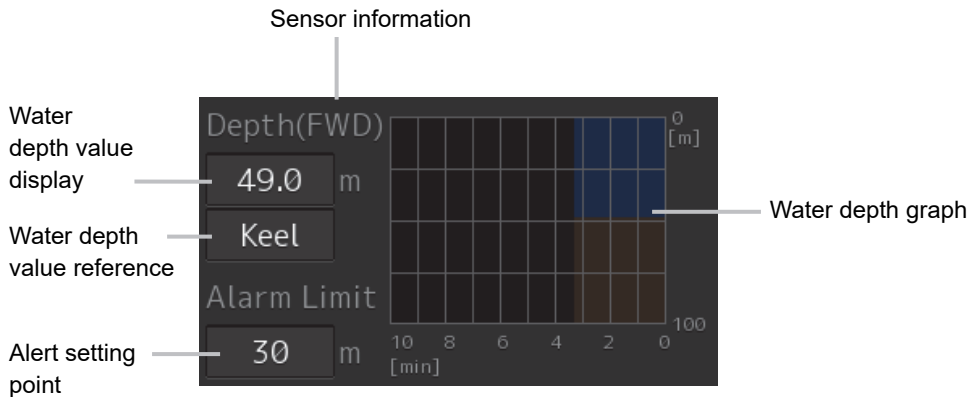 Sensor information
Water
depth value
display
Water depth
value reference
Alert setting
point
Depth(FWD)
49.0 m
Keel
Alarm Limit
30 m
0
[m]
100
10 8 6 4 2 0
[min]
Water depth graph